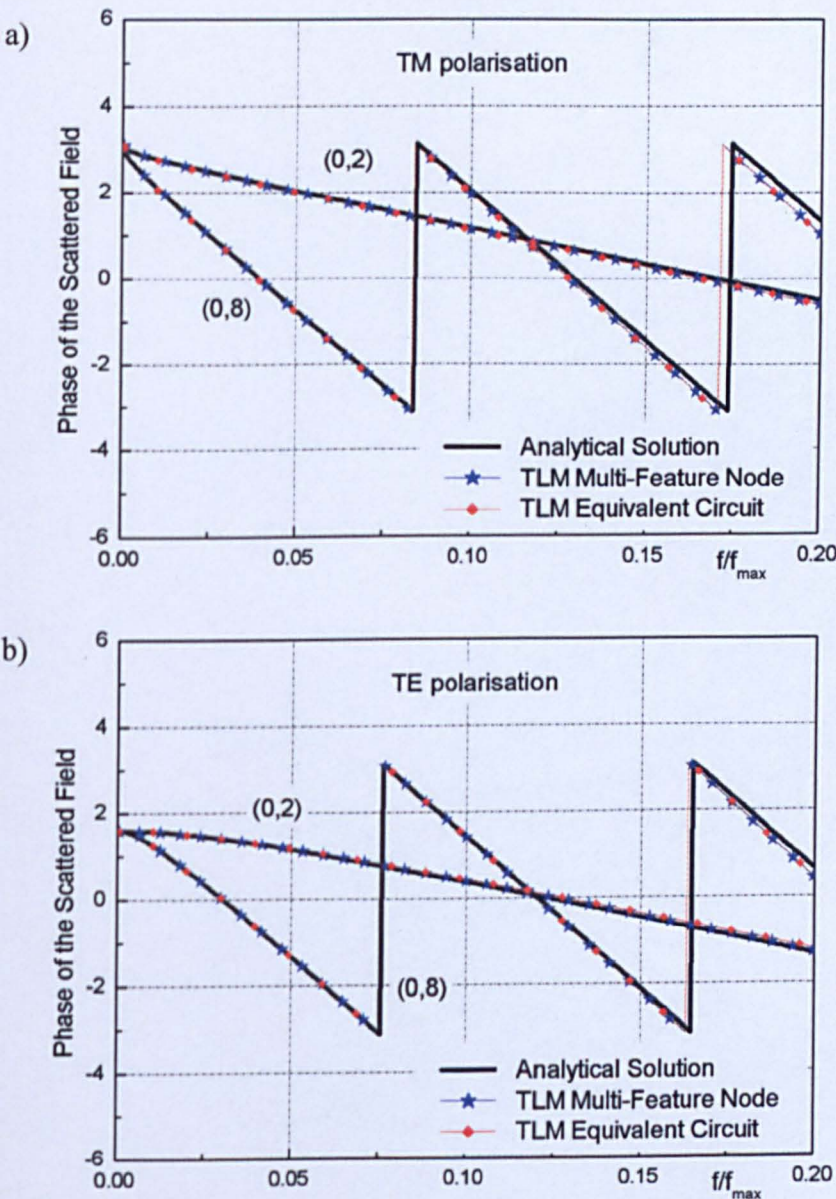 a)
6
4
2
0
-2
-4
-6
Phase of the Scattered Field
TM polarisation
(0,2)
(0,8)
Analytical Solution
TLM Multi-Feature Node
TLM Equivalent Circuit
0.00
0.05
0.10
0.15
0.20
f/fmax
b)
6
4
2
0
-2
-4
-6
Phase of the Scattered Field
TE polarisation
(0,2)
(0,8)
Analytical Solution
TLM Multi-Feature Node
TLM Equivalent Circuit
0.00
0.05
0.10
0.15
0.20
f/fmax